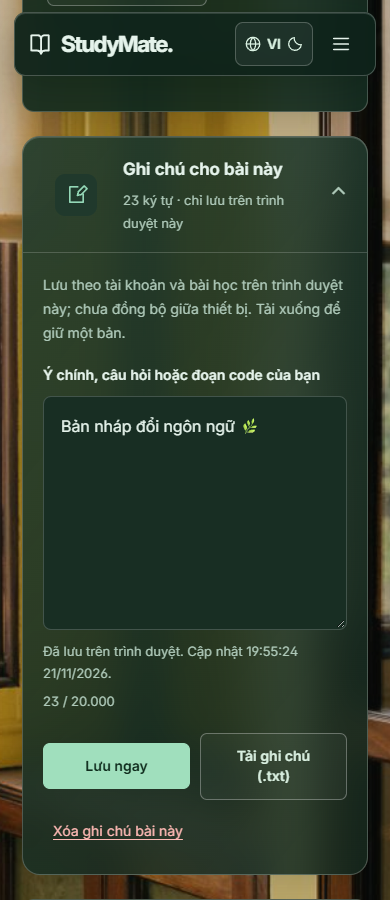 StudyMate.
VI
Ghi chú cho bài này
23 ký tự · chỉ lưu trên trình
duyệt này
Lưu theo tài khoản và bài học trên trình duyệt
này; chưa đồng bộ giữa thiết bị. Tải xuống để
giữ một bản.
Ý chính, câu hỏi hoặc đoạn code của bạn
Bản nháp đổi ngôn ngữ 🌿
Đã lưu trên trình duyệt. Cập nhật 19:55:24
21/11/2026.
23 / 20.000
Lưu ngay
Tải ghi chú
(.txt)
Xóa ghi chú bài này